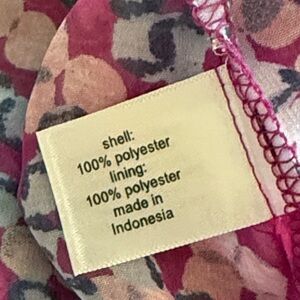 shell:
100% polyester
lining:
100% polyester
made in
Indonesia